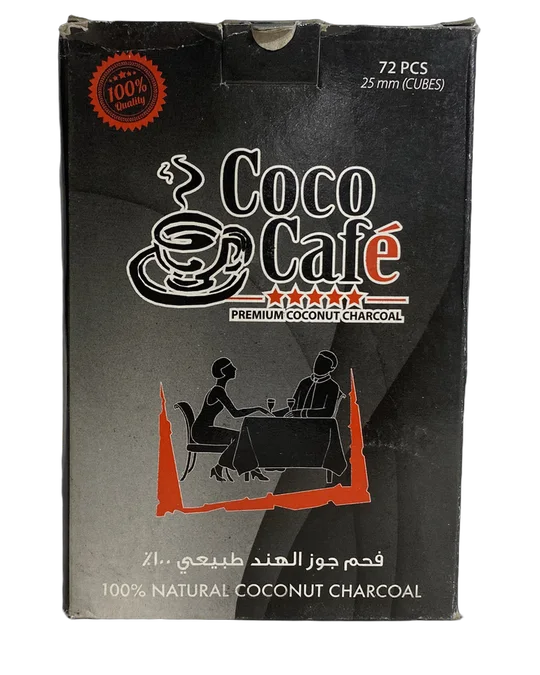 100%
Quality
72 PCS
25 mm (CUBES)
Coco
Café
PREMIUM COCONUT CHARCOAL
فحم جوز الهند طبيعي ١٠٠٪
100% NATURAL COCONUT CHARCOAL